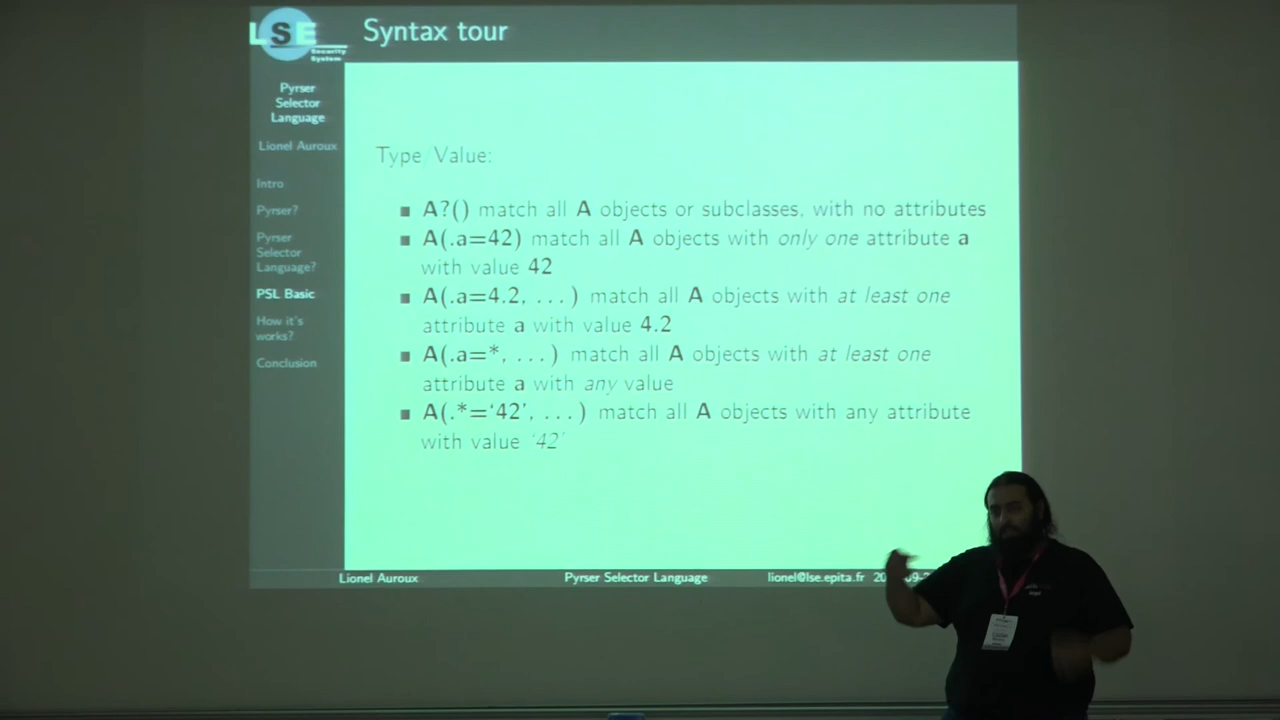 LSE
Security
System
Syntax tour
Pyrser
Selector
Language
Lionel Auroux
Intro
Pyrser?
Pyrser
Selector
Language?
PSL Basic
How it's
works?
Conclusion
Type/Value:
A?() match all A objects or subclasses, with no attributes
A(.a=42) match all A objects with only one attribute a
with value 42
A(.a=4.2, ...) match all A objects with at least one
attribute a with value 4.2
A(.a=*, ...) match all A objects with at least one
attribute a with any value
A(.*='42', ...) match all A objects with any attribute
with value '42'
Lionel Auroux
Pyrser Selector Language
lionel@lse.epita.fr